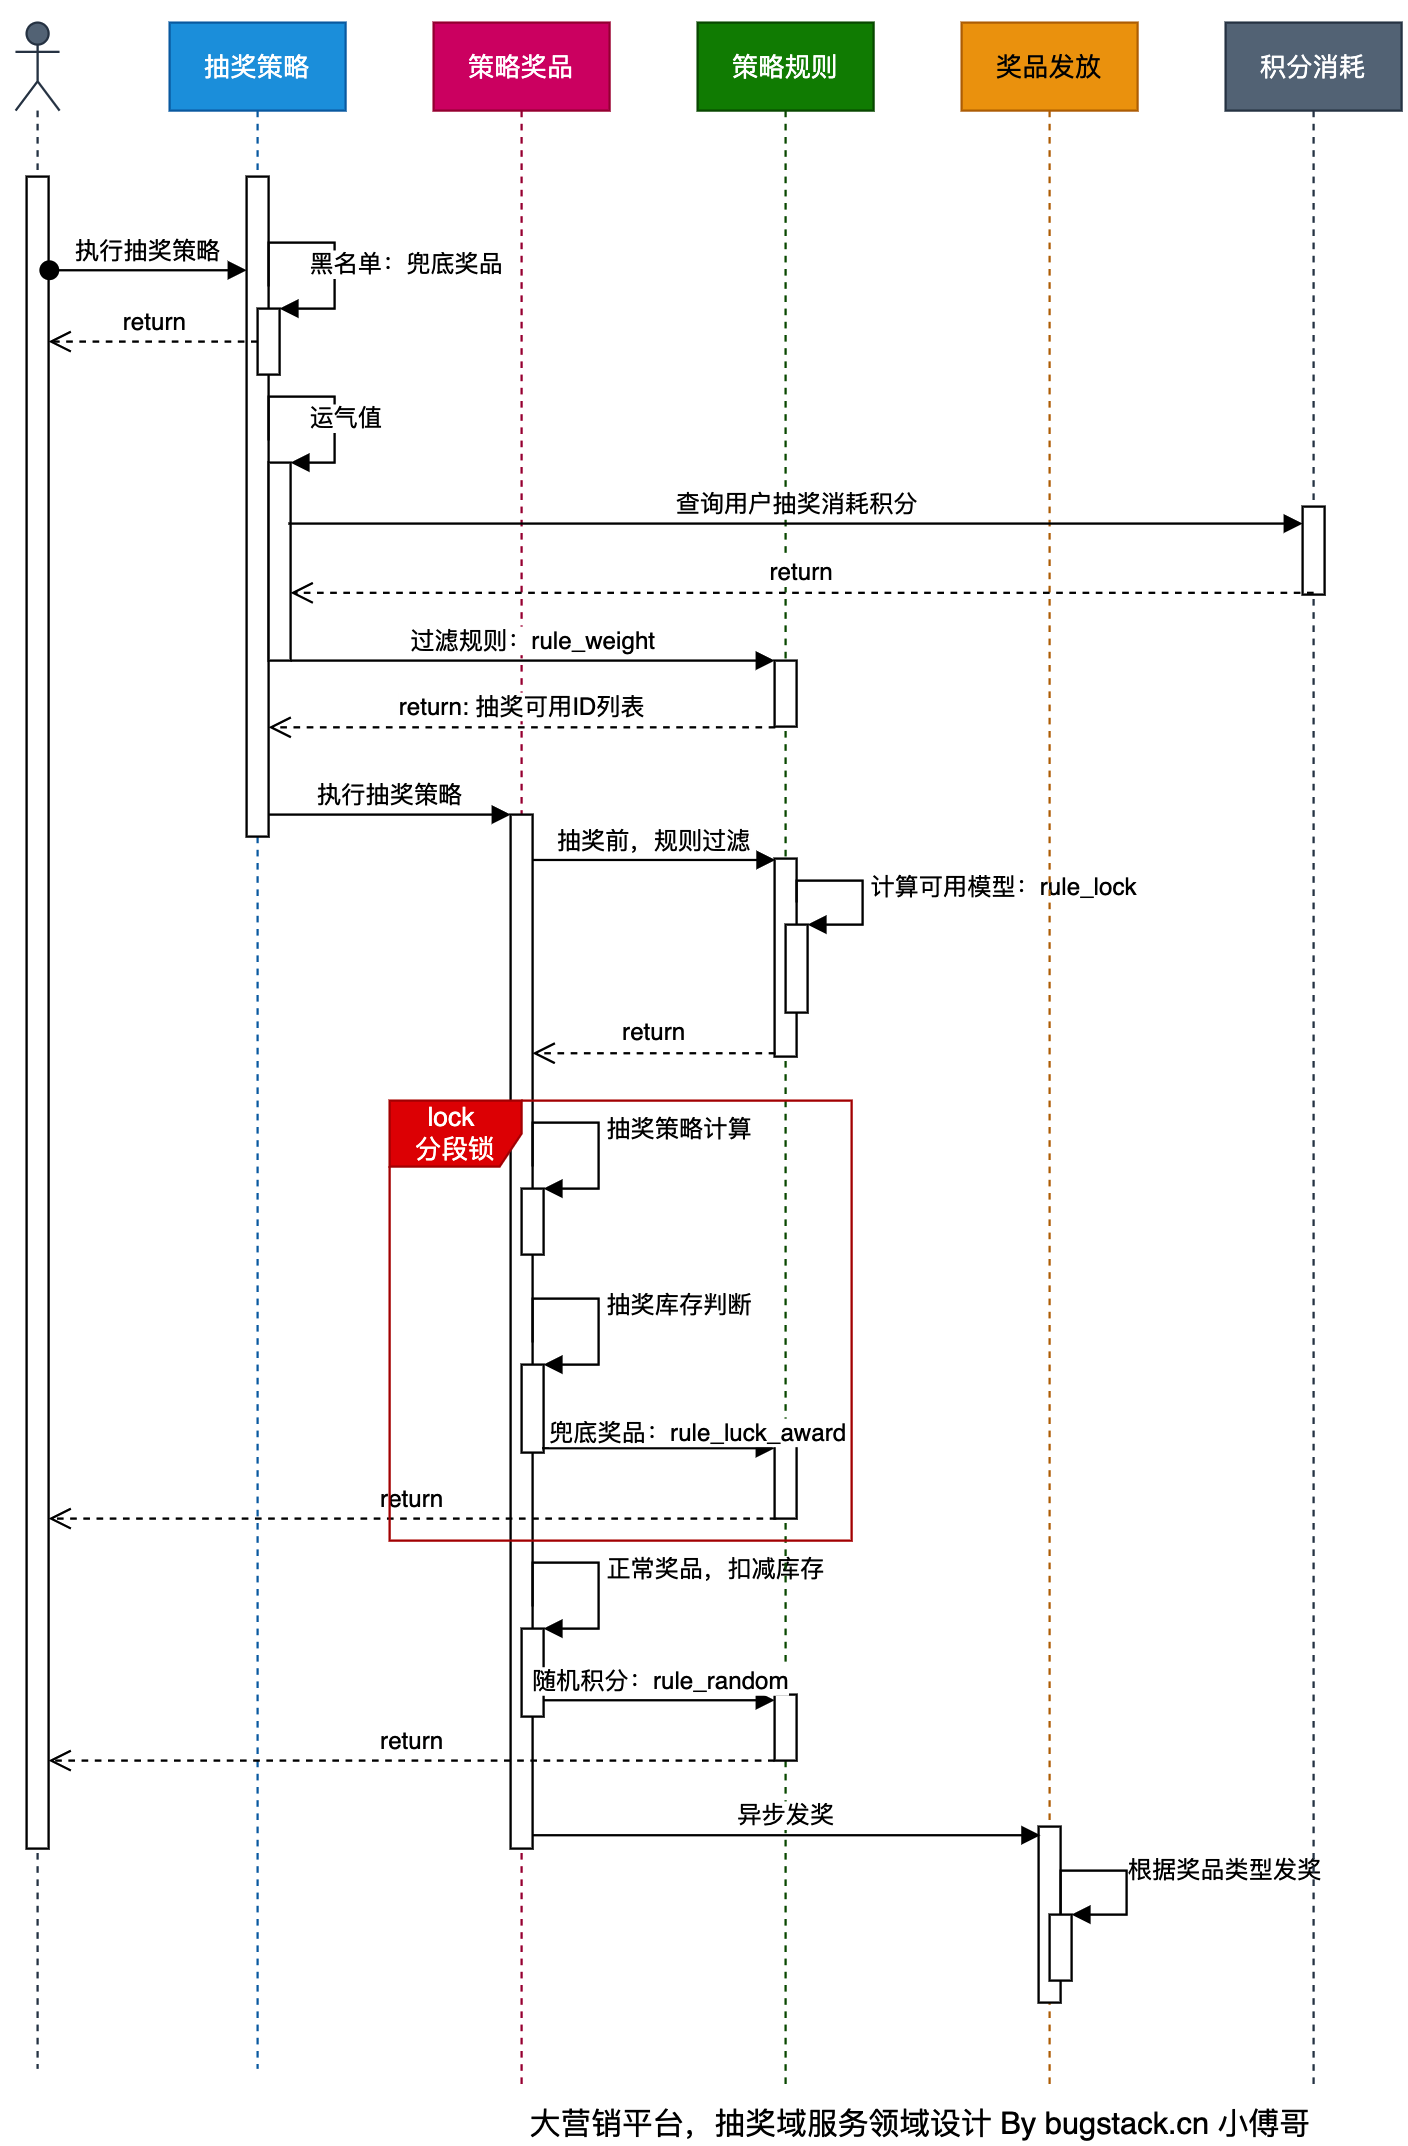 抽奖策略
策略奖品
策略规则
奖品发放
积分消耗
执行抽奖策略
黑名单：兜底奖品
return
运气值
查询用户抽奖消耗积分
return
过滤规则：rule_weight
return: 抽奖可用ID列表
执行抽奖策略
抽奖前，规则过滤
计算可用模型：rule_lock
return
lock
分段锁
抽奖策略计算
抽奖库存判断
兜底奖品：rule_luck_award
return
正常奖品，扣减库存
随机积分：rule_random
return
异步发奖
根据奖品类型发奖
大营销平台，抽奖域服务领域设计 By bugstack.cn 小傅哥